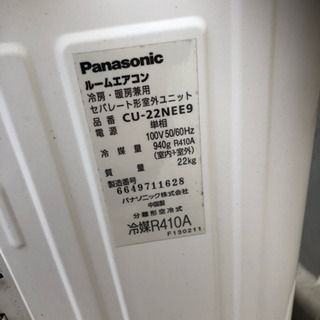 Panasonic
ルームエアコン
冷房・暖房兼用
セパレート形室外ユニット
品番 CU-22NEE9
電源 単相
100V 50/60Hz
冷媒量 940g R410A
(室内+室外)
質量 22kg
製造番号
6649711628
パナソニック株式会社
中国製
分離形空冷式
冷媒R410A
F130211